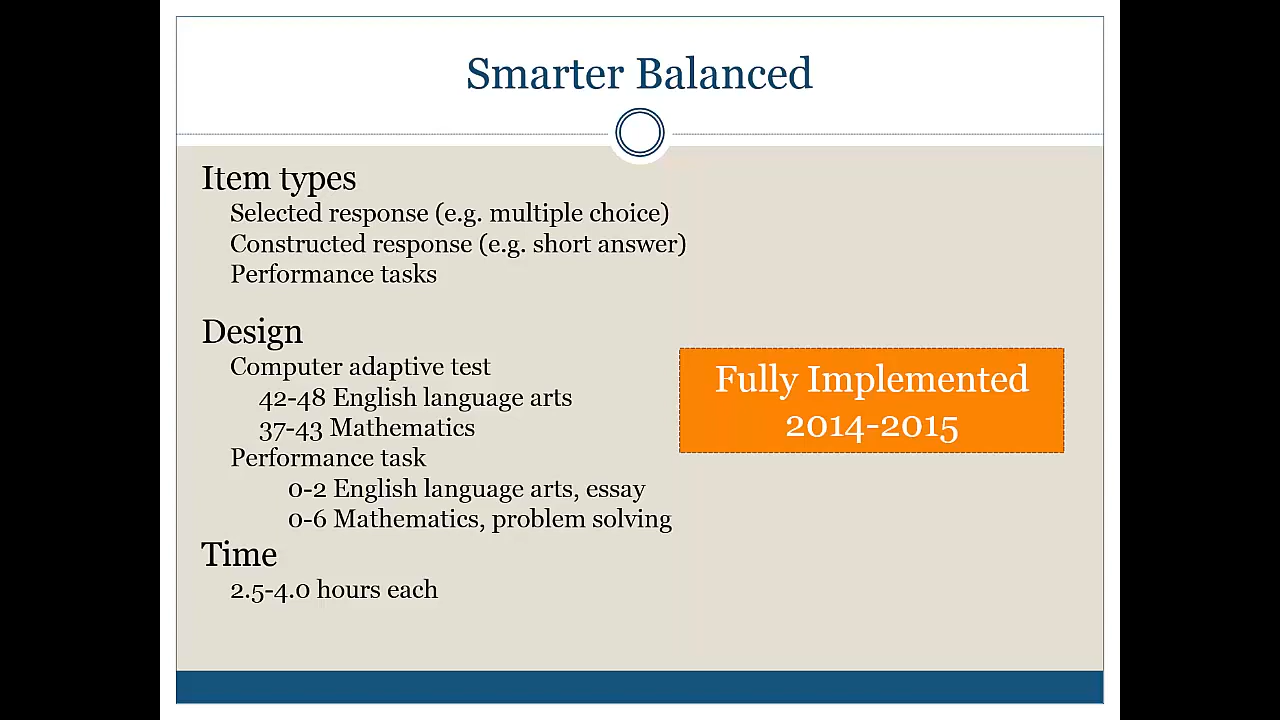 Smarter Balanced
Item types
Selected response (e.g. multiple choice)
Constructed response (e.g. short answer)
Performance tasks
Design
Computer adaptive test
42-48 English language arts
37-43 Mathematics
Performance task
0-2 English language arts, essay
0-6 Mathematics, problem solving
Time
2.5-4.0 hours each
Fully Implemented
2014-2015